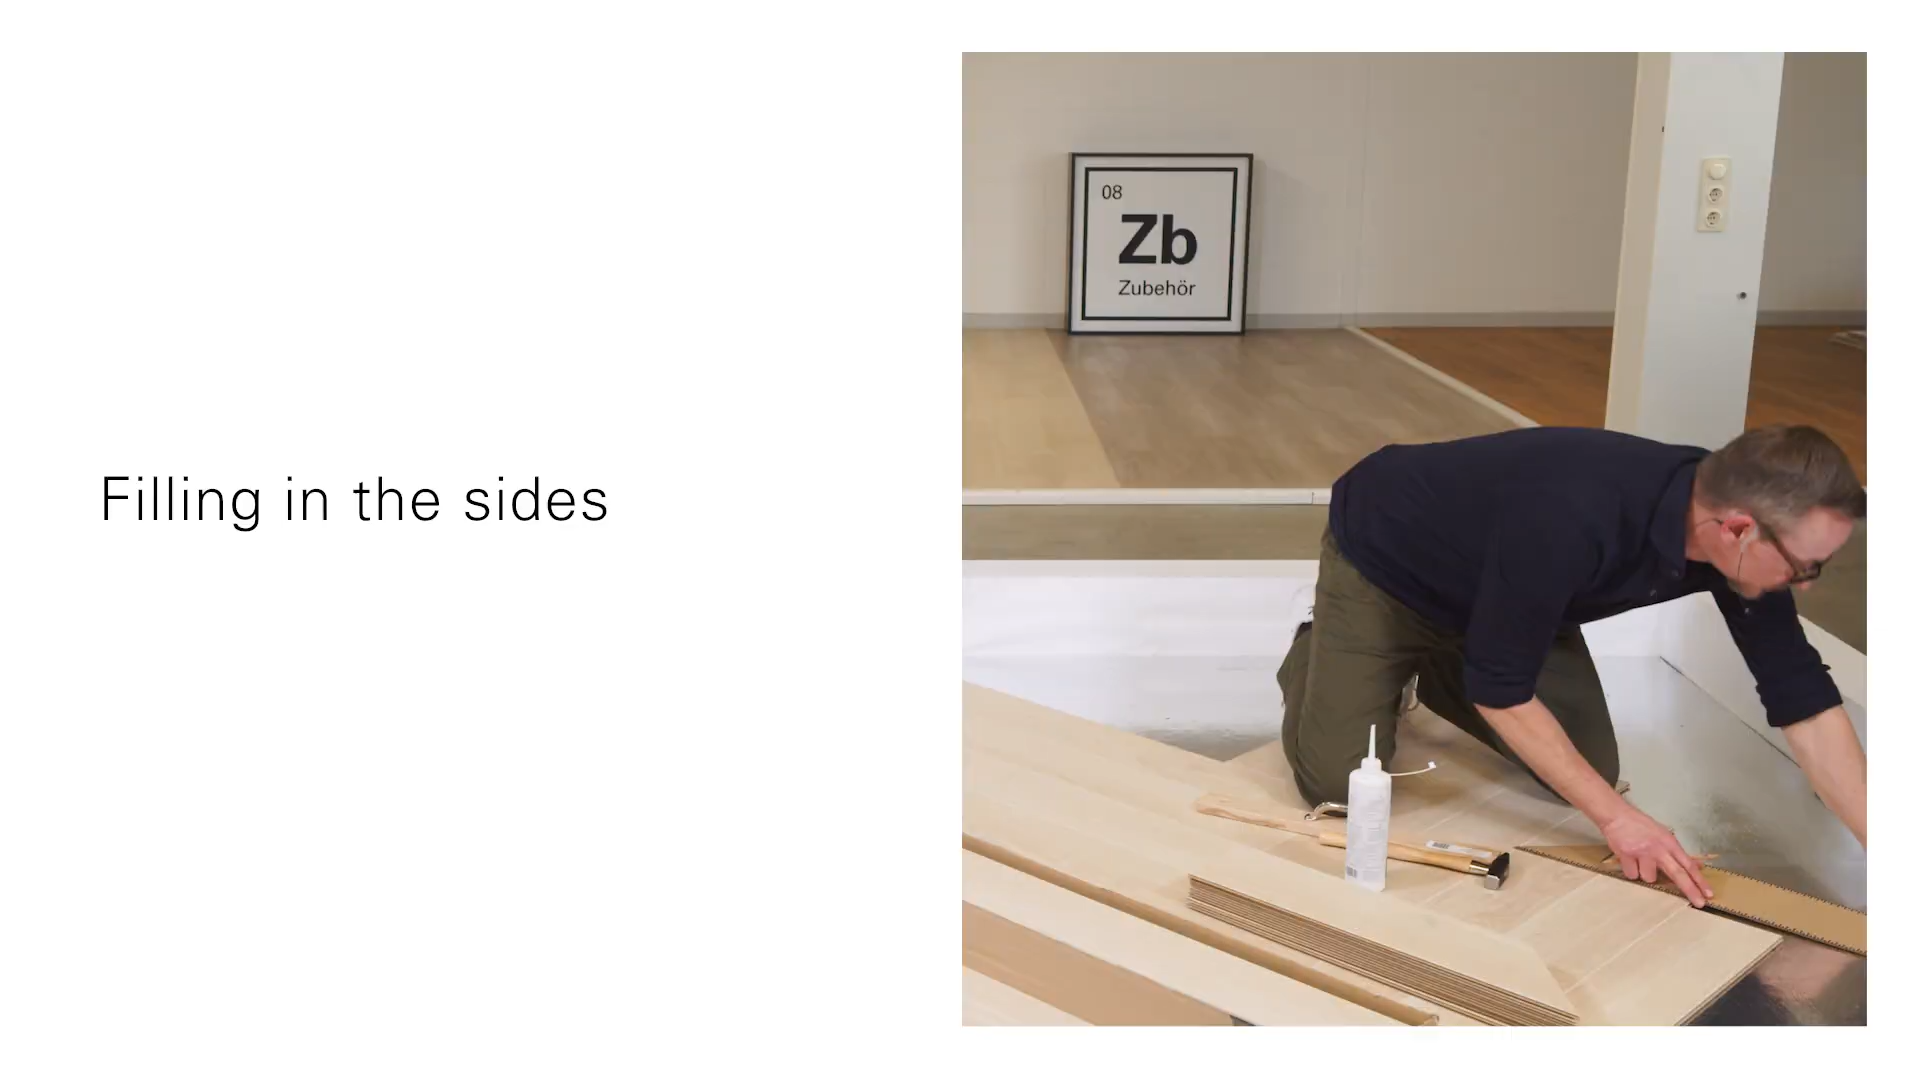 Filling in the sides
08
Zb
Zubehör